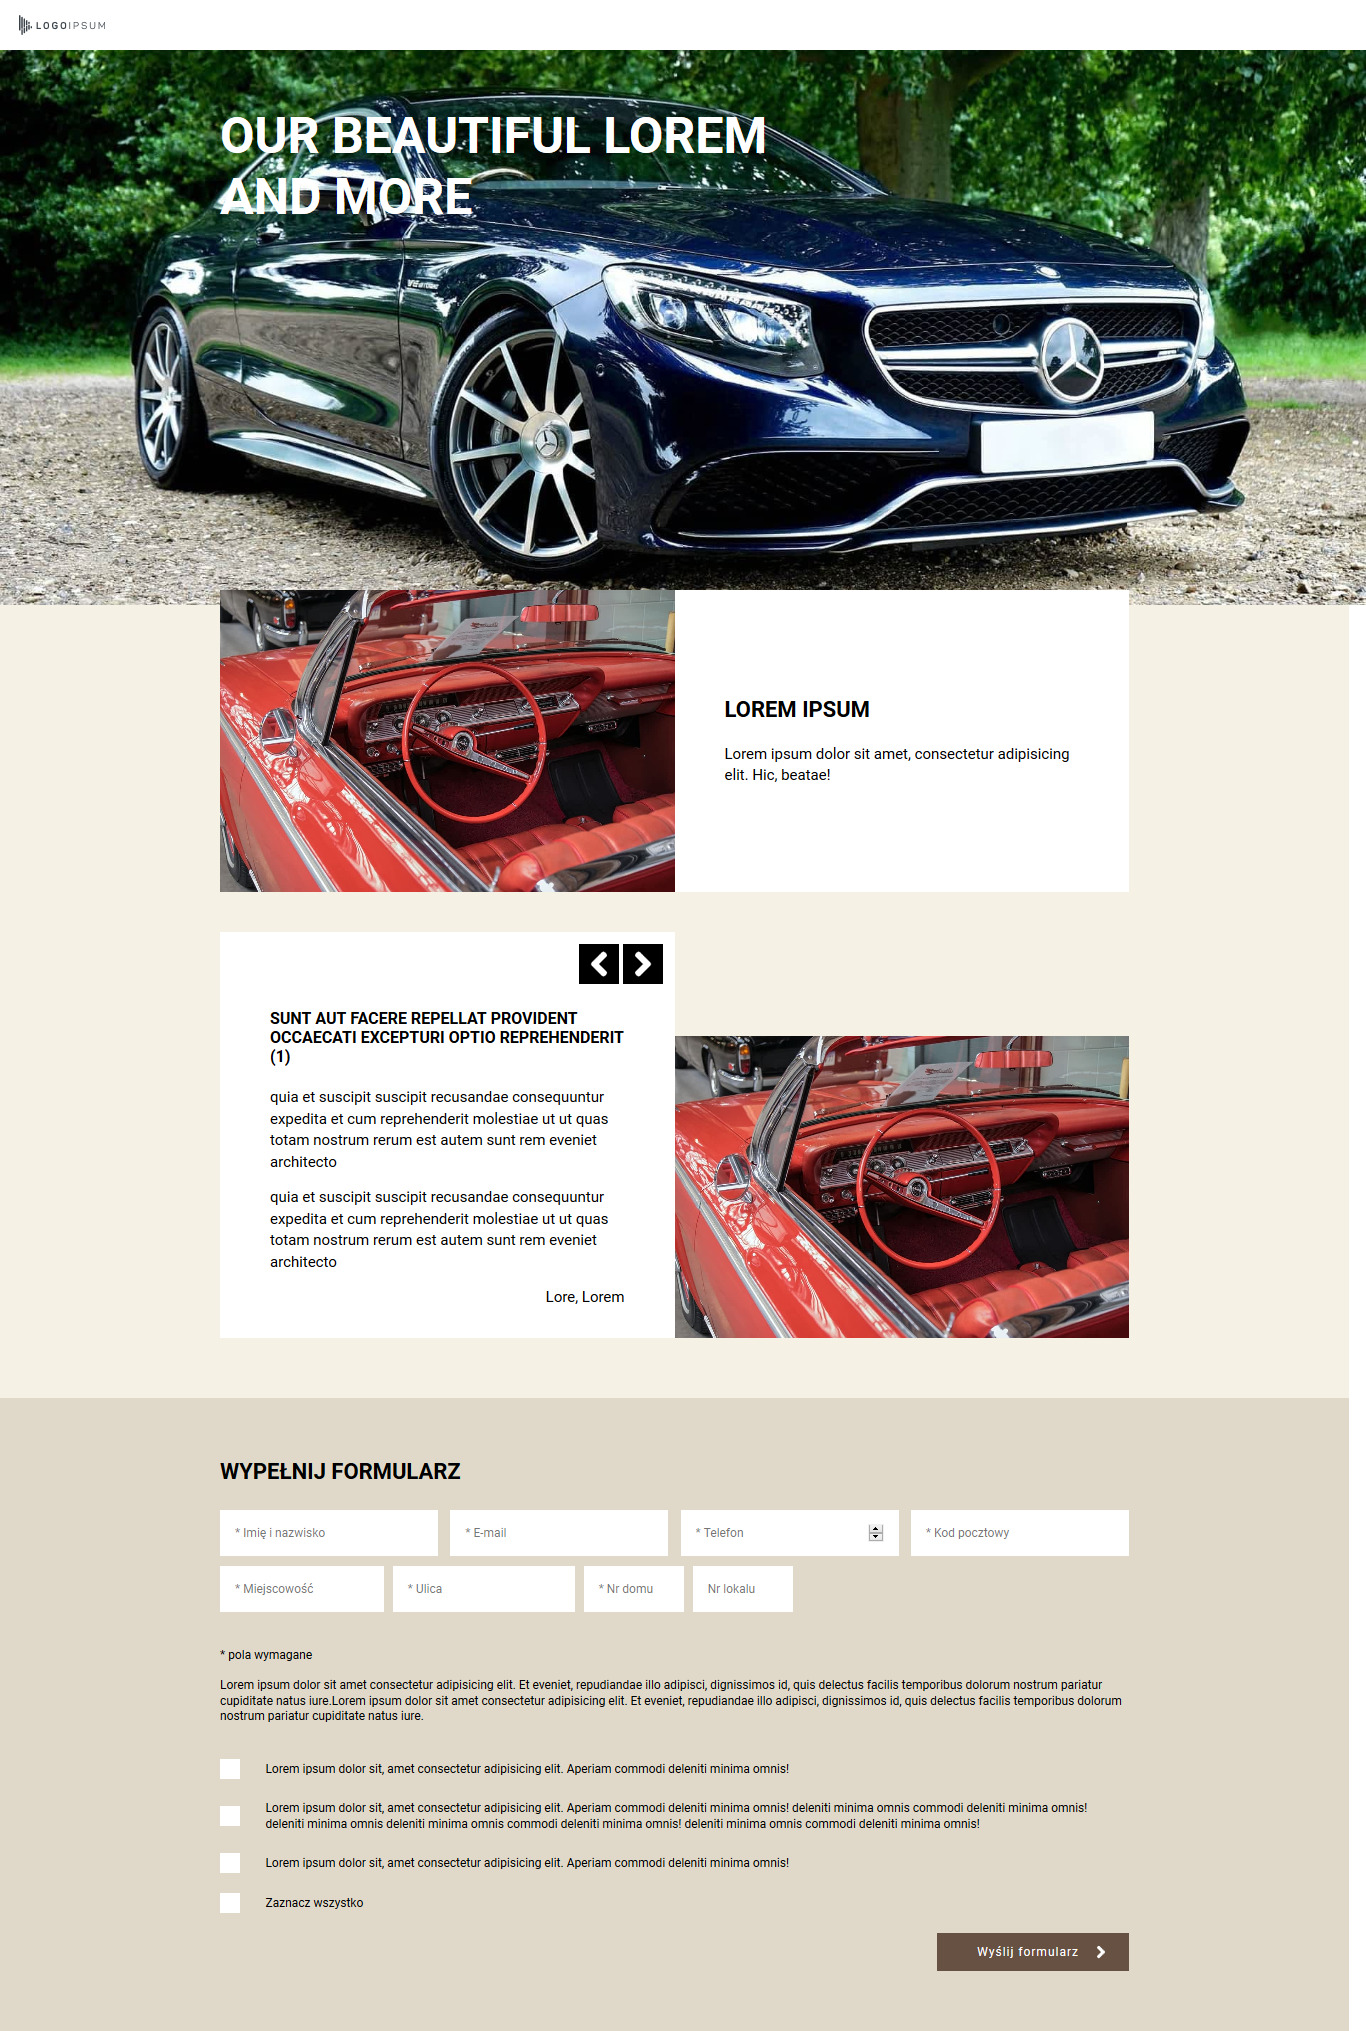 LOGOIPSUM
OUR BEAUTIFUL LOREM
AND MORE
LOREM IPSUM
Lorem ipsum dolor sit amet, consectetur adipisicing
elit. Hic, beatae!
SUNT AUT FACERE REPELLAT PROVIDENT
OCCAECATI EXCEPTURI OPTIO REPREHENDERIT
(1)
quia et suscipit suscipit recusandae consequuntur
expedita et cum reprehenderit molestiae ut ut quas
totam nostrum rerum est autem sunt rem eveniet
architecto
quia et suscipit suscipit recusandae consequuntur
expedita et cum reprehenderit molestiae ut ut quas
totam nostrum rerum est autem sunt rem eveniet
architecto
Lore, Lorem
WYPEŁNIJ FORMULARZ
* Imię i nazwisko
* E-mail
* Telefon
* Kod pocztowy
* Miejscowość
* Ulica
* Nr domu
Nr lokalu
* pola wymagane
Lorem ipsum dolor sit amet consectetur adipisicing elit. Et eveniet, repudiandae illo adipisci, dignissimos id, quis delectus facilis temporibus dolorum nostrum pariatur
cupiditate natus iure.Lorem ipsum dolor sit amet consectetur adipisicing elit. Et eveniet, repudiandae illo adipisci, dignissimos id, quis delectus facilis temporibus dolorum
nostrum pariatur cupiditate natus iure.
Lorem ipsum dolor sit, amet consectetur adipisicing elit. Aperiam commodi deleniti minima omnis!
Lorem ipsum dolor sit, amet consectetur adipisicing elit. Aperiam commodi deleniti minima omnis! deleniti minima omnis commodi deleniti minima omnis!
deleniti minima omnis deleniti minima omnis commodi deleniti minima omnis! deleniti minima omnis commodi deleniti minima omnis!
Lorem ipsum dolor sit, amet consectetur adipisicing elit. Aperiam commodi deleniti minima omnis!
Zaznacz wszystko
Wyślij formularz